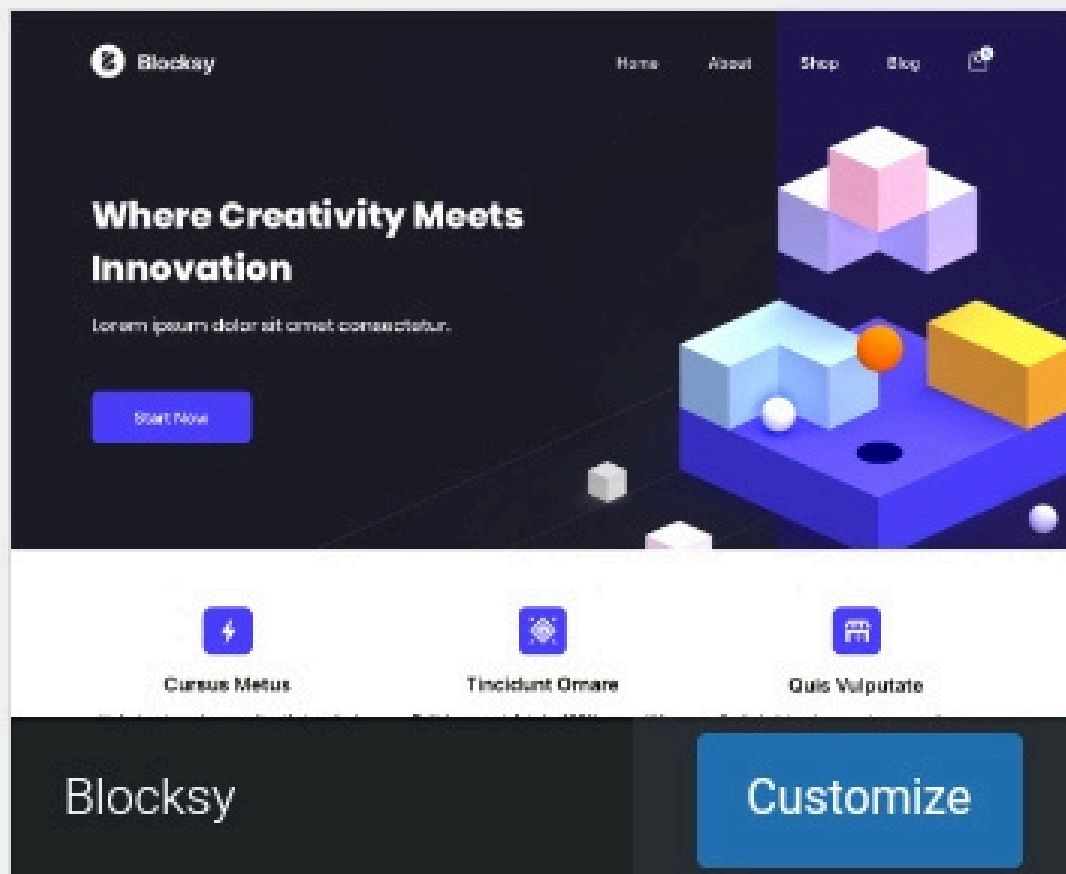 Blocksy
Home About Shop Blog
Where Creativity Meets
Innovation
Lorem ipsum dolor sit amet consectetur.
Start Now
Cursus Metus Tincidunt Ornare Quis Vulputate
Blocksy Customize